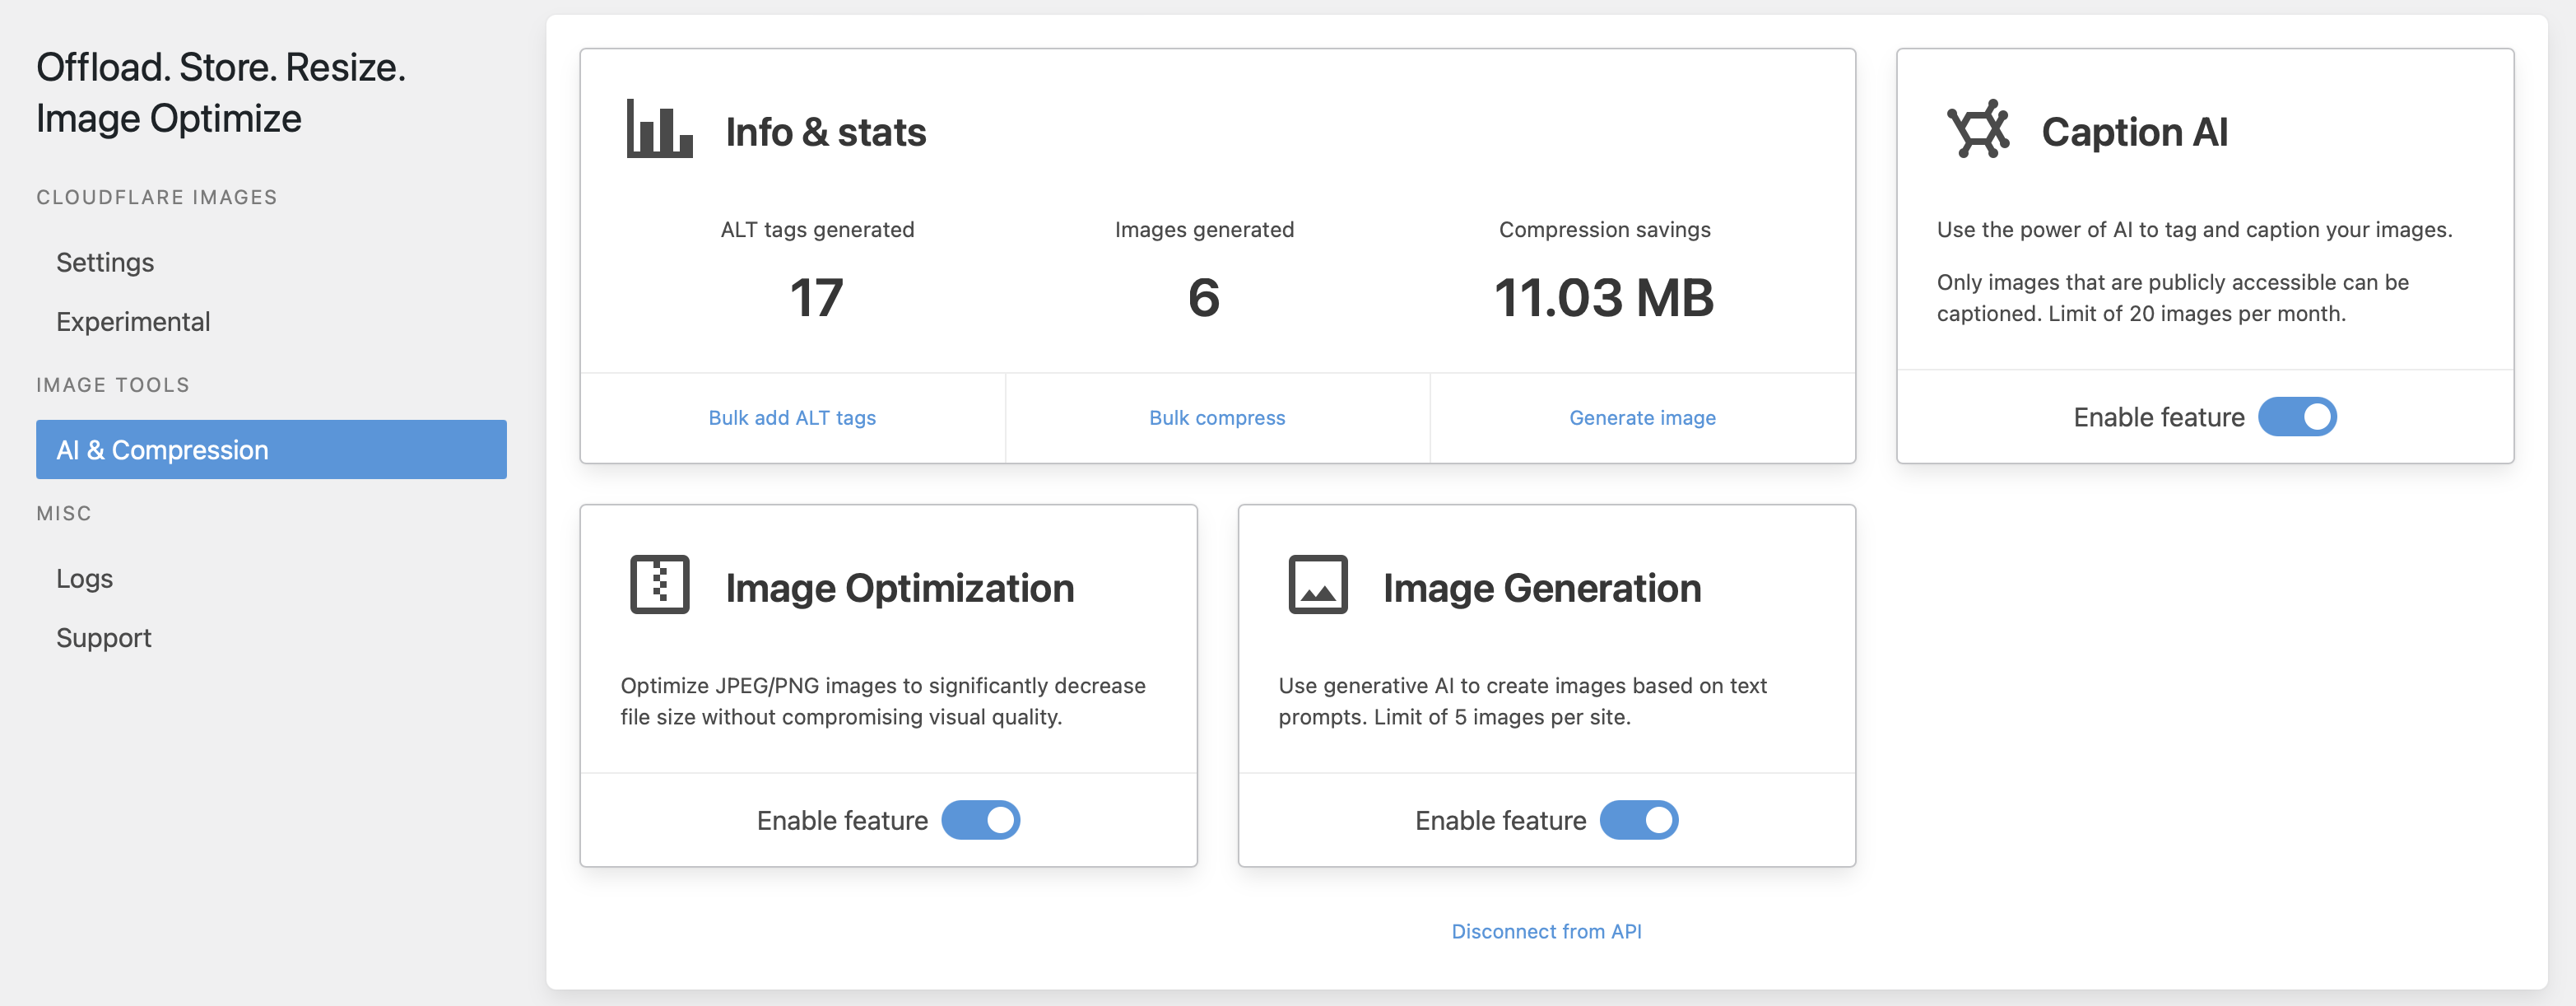 Offload. Store. Resize.
Image Optimize
CLOUDFLARE IMAGES
Settings
Experimental
IMAGE TOOLS
AI & Compression
MISC
Logs
Support
Info & stats
ALT tags generated
17
Images generated
6
Compression savings
11.03 MB
Bulk add ALT tags
Bulk compress
Generate image
Caption AI
Use the power of AI to tag and caption your images.
Only images that are publicly accessible can be
captioned. Limit of 20 images per month.
Enable feature
Image Optimization
Optimize JPEG/PNG images to significantly decrease
file size without compromising visual quality.
Enable feature
Image Generation
Use generative AI to create images based on text
prompts. Limit of 5 images per site.
Enable feature
Disconnect from API